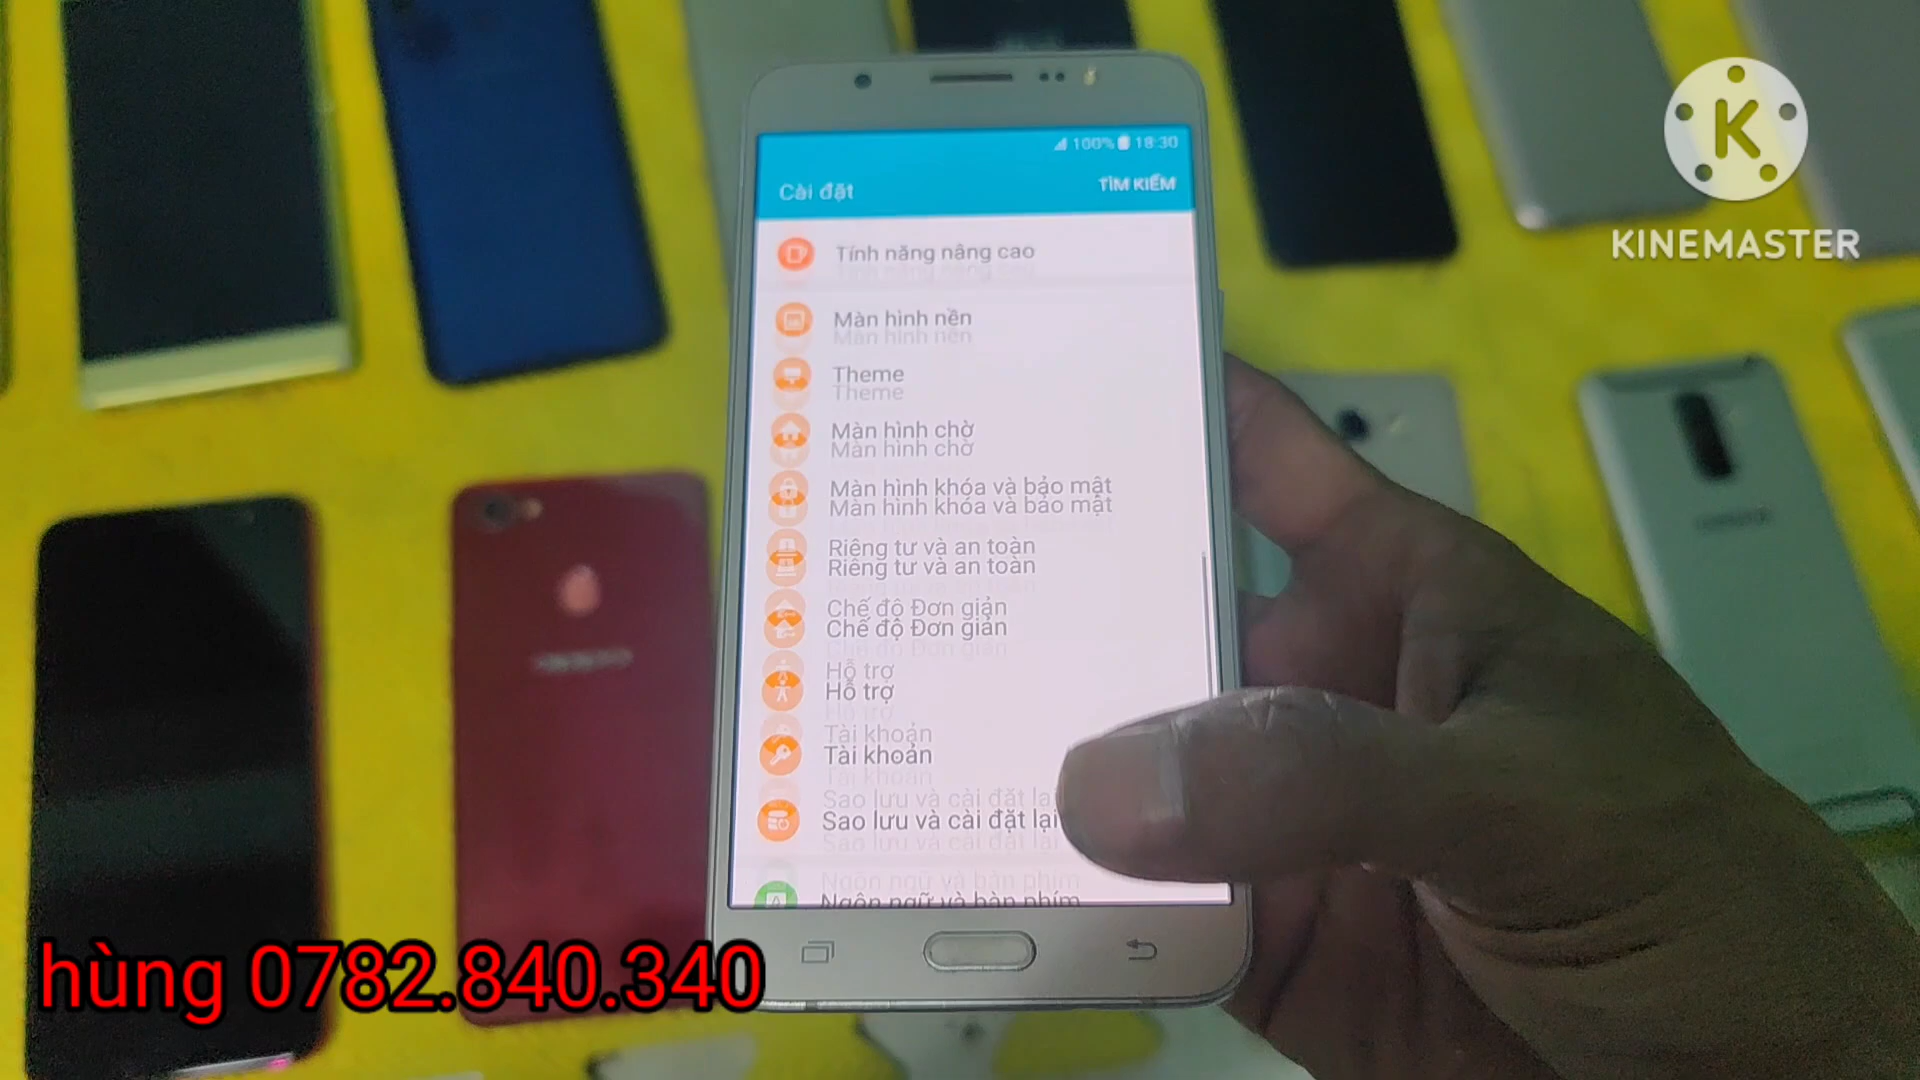 100% 18:30
Cài đặt
TÌM KIẾM
Tính năng nâng cao
Màn hình nền
Theme
Màn hình chờ
Màn hình khóa và bảo mật
Riêng tư và an toàn
Chế độ Đơn giản
Hỗ trợ
Tài khoản
Sao lưu và cài đặt lại
Ngôn ngữ và bàn phím
K
KINEMASTER
hùng 0782.840.340